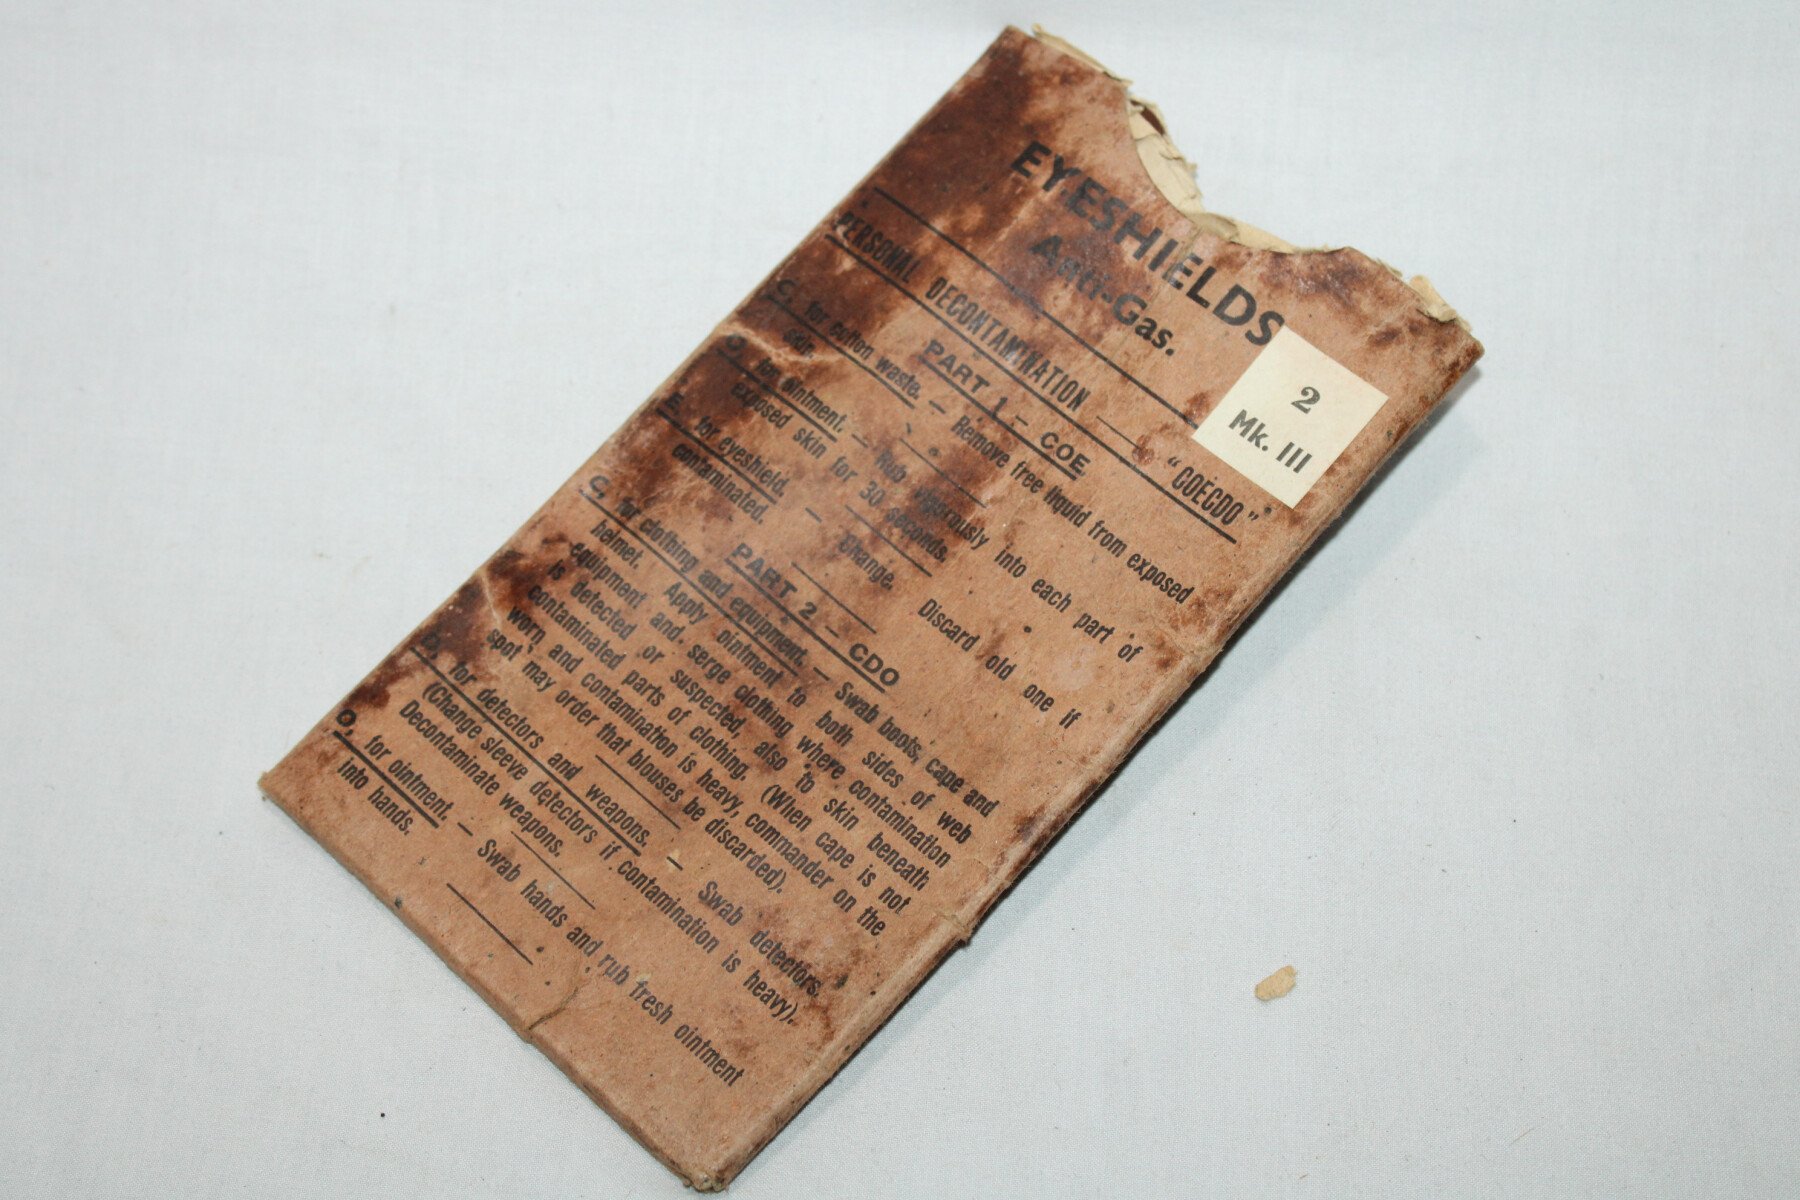 EYESHIELDS
Anti-Gas.
2
Mk. III
PERSONAL DECONTAMINATION — "COECDO"
PART 1 — COE
C, for cotton waste. — Remove free liquid from exposed
skin.
O, for ointment. — Rub vigorously into each part of
exposed skin for 30 seconds.
E, for eyeshield. — Change. Discard old one if
contaminated.
PART 2 — CDO
C, for clothing and equipment. — Swab boots, cape and
helmet. Apply ointment to both sides of web
equipment and serge clothing where contamination
is detected or suspected, also to skin beneath
contaminated parts of clothing. (When cape is not
worn and contamination is heavy, commander on the
spot may order that blouses be discarded).
D, for detectors and weapons. — Swab detectors.
(Change sleeve detectors if contamination is heavy).
Decontaminate weapons.
O, for ointment. — Swab hands and rub fresh ointment
into hands.